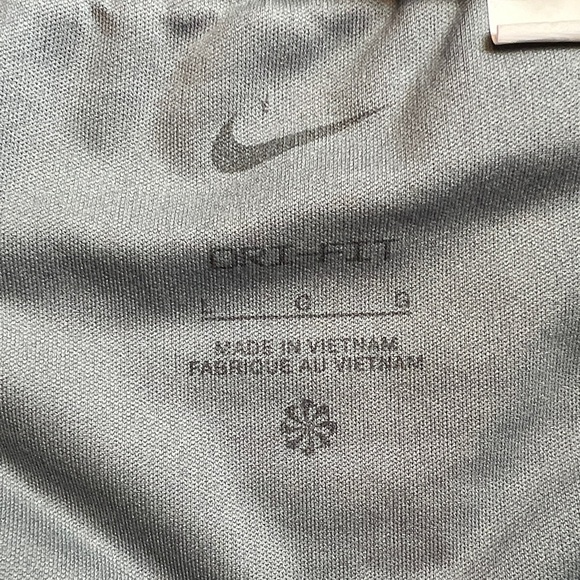 DRI-FIT
L G G
MADE IN VIETNAM
FABRIQUE AU VIETNAM